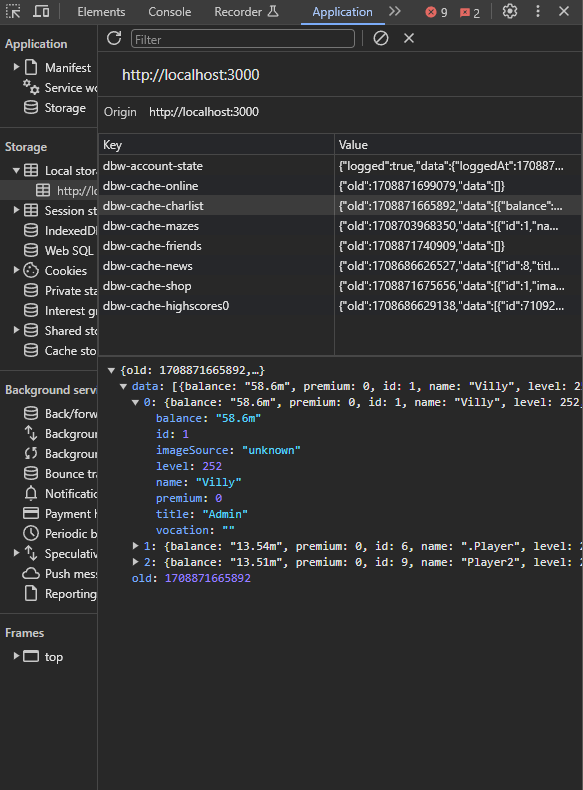 Elements Console Recorder Application 9 2
Application
Manifest
Service wo
Storage
Storage
Local stora
http://lo
Session st
IndexedDB
Web SQL
Cookies
Private sta
Interest gr
Shared sto
Cache sto
Background servi
Back/forw
Backgroun
Backgroun
Bounce tra
Notificatio
Payment h
Periodic b
Speculativ
Push mess
Reporting
Frames
top
Filter
http://localhost:3000
Origin http://localhost:3000
Key Value
dbw-account-state {"logged":true,"data":{"loggedAt":170887...
dbw-cache-online {"old":1708871699079,"data":[]}
dbw-cache-charlist {"old":1708871665892,"data":[{"balance":...
dbw-cache-mazes {"old":1708703968350,"data":[{"id":1,"na...
dbw-cache-friends {"old":1708871740909,"data":[]}
dbw-cache-news {"old":1708686626527,"data":[{"id":8,"titl...
dbw-cache-shop {"old":1708871675656,"data":[{"id":1,"ima...
dbw-cache-highscores0 {"old":1708686629138,"data":[{"id":71092...
{old: 1708871665892,…}
data: [{balance: "58.6m", premium: 0, id: 1, name: "Villy", level: 2
0: {balance: "58.6m", premium: 0, id: 1, name: "Villy", level: 252,
balance: "58.6m"
id: 1
imageSource: "unknown"
level: 252
name: "Villy"
premium: 0
title: "Admin"
vocation: ""
1: {balance: "13.54m", premium: 0, id: 6, name: ".Player", level: 2
2: {balance: "13.51m", premium: 0, id: 9, name: "Player2", level: 2
old: 1708871665892